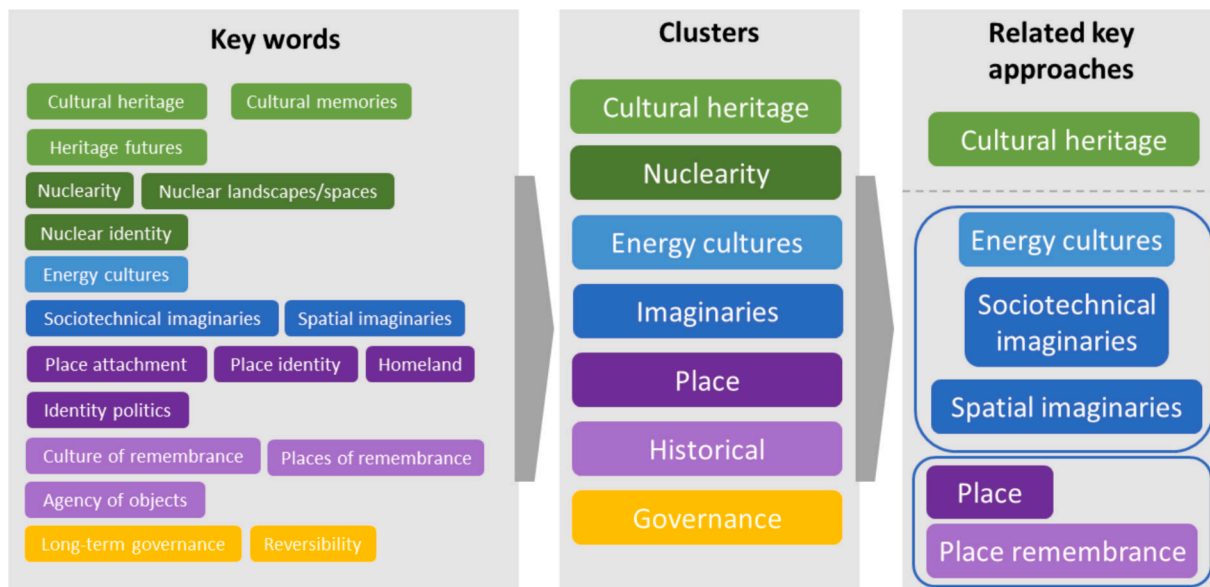 Key words
Cultural heritage
Cultural memories
Heritage futures
Nuclearity
Nuclear landscapes/spaces
Nuclear identity
Energy cultures
Sociotechnical imaginaries
Spatial imaginaries
Place attachment
Place identity
Homeland
Identity politics
Culture of remembrance
Places of remembrance
Agency of objects
Long-term governance
Reversibility
Clusters
Cultural heritage
Nuclearity
Energy cultures
Imaginaries
Place
Historical
Governance
Related key
approaches
Cultural heritage
Energy cultures
Sociotechnical
imaginaries
Spatial imaginaries
Place
Place remembrance